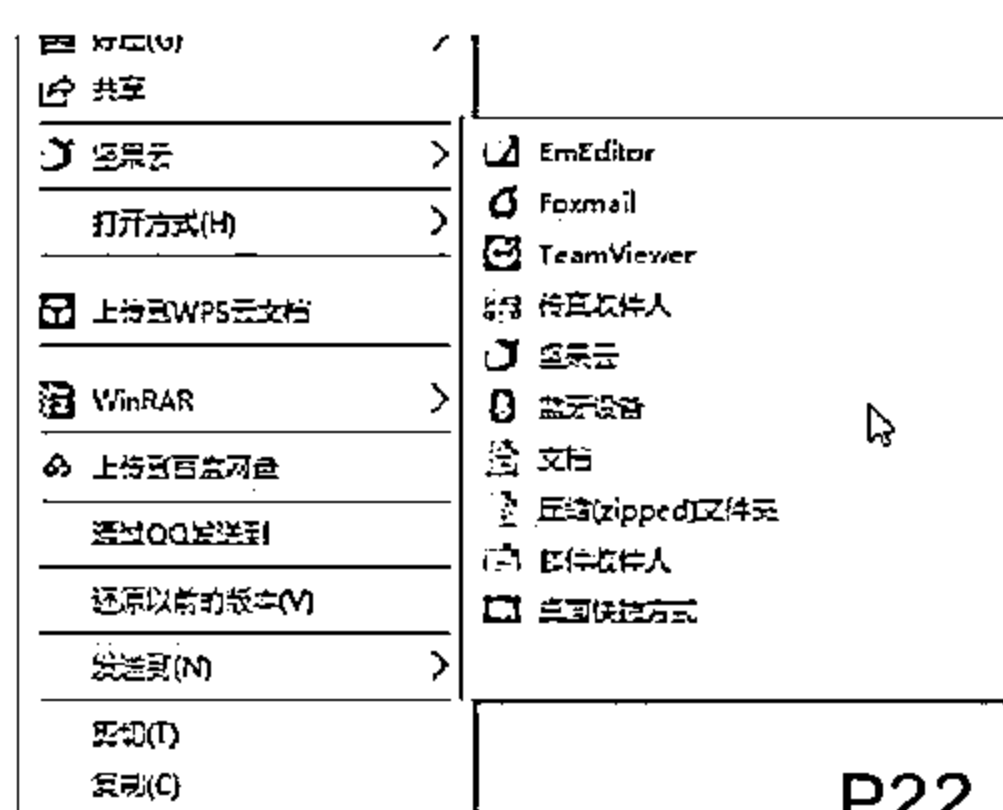 共享
坚果云
打开方式(H)
上传到WPS云文档
WinRAR
上传到百盘网盘
通过QQ发送到
还原以前的版本(V)
发送到(N)
剪切(T)
复制(C)
EmEditor
Foxmail
TeamViewer
传真收件人
坚果云
蓝牙设备
文档
压缩(zipped)文件夹
邮件收件人
桌面快捷方式
P22